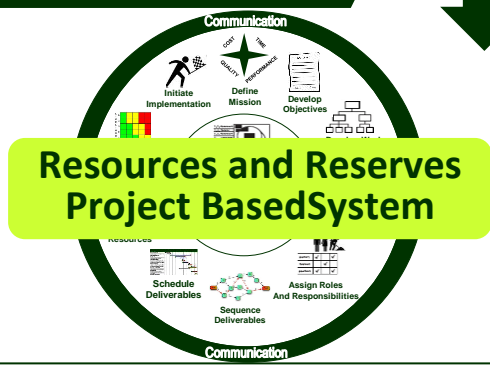 Communication
COST
TIME
QUALITY
PERFORMANCE
Initiate
Implementation
Define
Mission
Develop
Objectives
Resources and Reserves
Project BasedSystem
Resources
Schedule
Deliverables
Sequence
Deliverables
Assign Roles
And Responsibilities
Communication